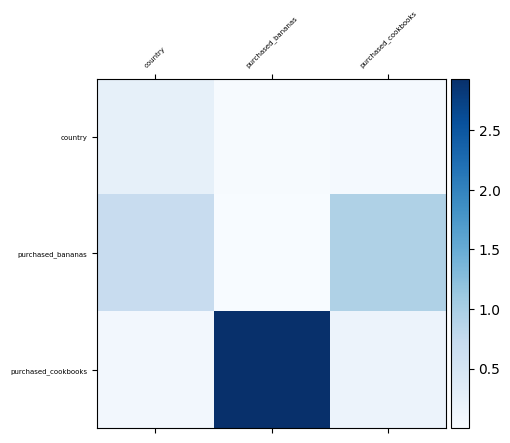 country
purchased_bananas
purchased_cookbooks
country
purchased_bananas
purchased_cookbooks
2.5
2.0
1.5
1.0
0.5